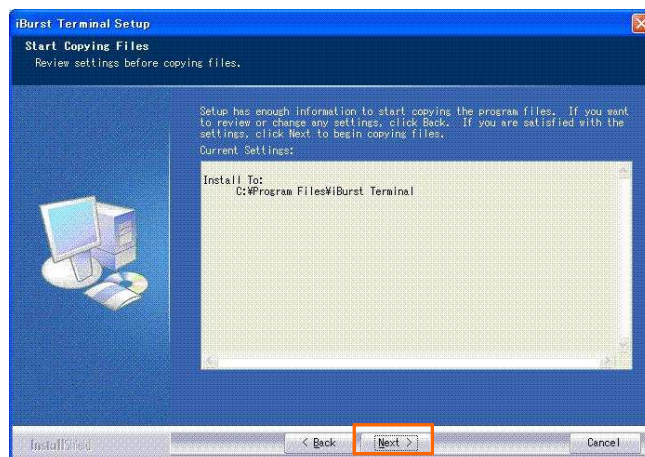 iBurst Terminal Setup
Start Copying Files
Review settings before copying files.
Setup has enough information to start copying the program files.  If you want
to review or change any settings, click Back.  If you are satisfied with the
settings, click Next to begin copying files.
Current Settings:
Install To:
C:¥Program Files¥iBurst Terminal
InstallShield
< Back
Next >
Cancel